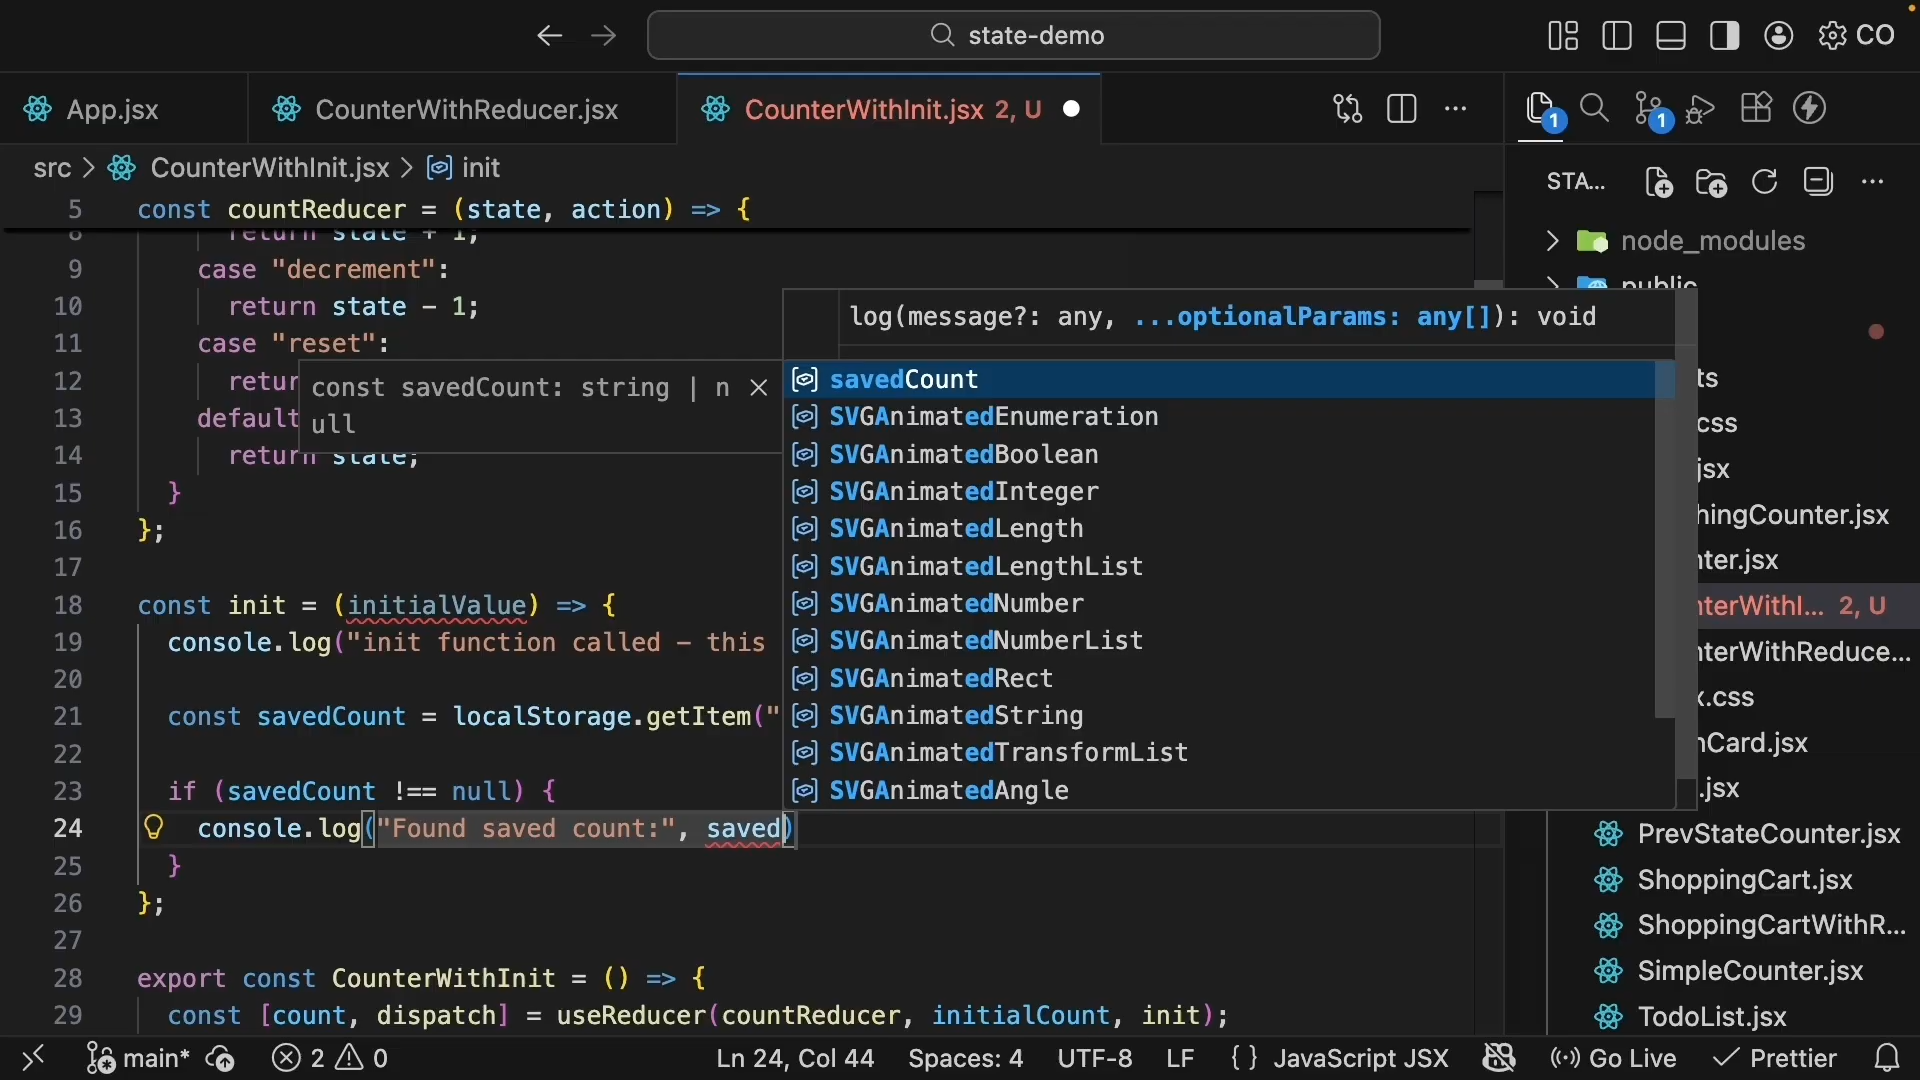 state-demo
CO
App.jsx
CounterWithReducer.jsx
CounterWithInit.jsx 2, U
1
1
src > CounterWithInit.jsx > init
STA...
5 const countReducer = (state, action) => {
return state + 1;
9 case "decrement":
10 return state - 1;
11 case "reset":
12 retur
13 default
14 return state;
15 }
16 };
17
18 const init = (initialValue) => {
19 console.log("init function called - this
20
21 const savedCount = localStorage.getItem("
22
23 if (savedCount !== null) {
24 console.log("Found saved count:", saved)
25 }
26 };
27
28 export const CounterWithInit = () => {
29 const [count, dispatch] = useReducer(countReducer, initialCount, init);
const savedCount: string | n
ull
log(message?: any, ...optionalParams: any[]): void
savedCount
SVGAnimatedEnumeration
SVGAnimatedBoolean
SVGAnimatedInteger
SVGAnimatedLength
SVGAnimatedLengthList
SVGAnimatedNumber
SVGAnimatedNumberList
SVGAnimatedRect
SVGAnimatedString
SVGAnimatedTransformList
SVGAnimatedAngle
node_modules
public
ts
css
jsx
hingCounter.jsx
nter.jsx
nterWithI... 2, U
nterWithReduce...
x.css
nCard.jsx
.jsx
PrevStateCounter.jsx
ShoppingCart.jsx
ShoppingCartWithR...
SimpleCounter.jsx
TodoList.jsx
main* 2 0 Ln 24, Col 44 Spaces: 4 UTF-8 LF { } JavaScript JSX Go Live Prettier